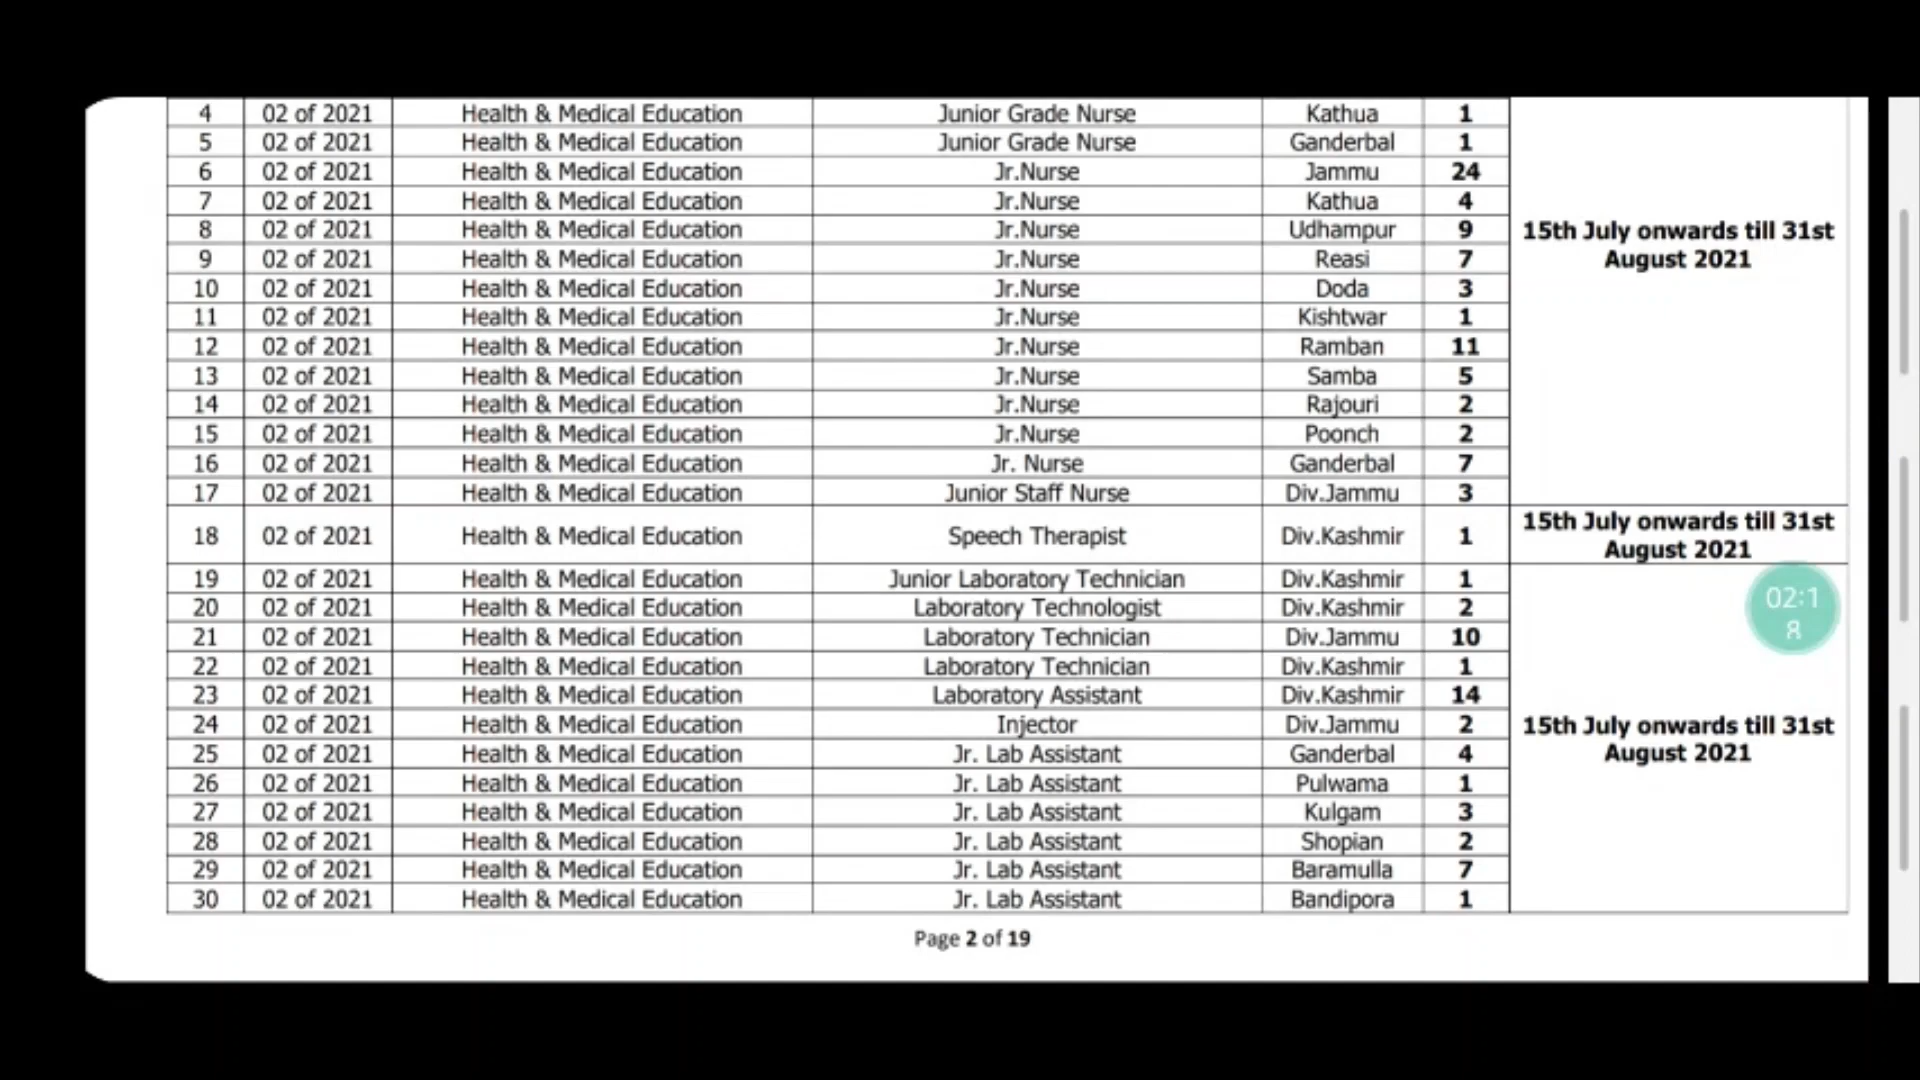 4 02 of 2021 Health & Medical Education Junior Grade Nurse Kathua 1
5 02 of 2021 Health & Medical Education Junior Grade Nurse Ganderbal 1
6 02 of 2021 Health & Medical Education Jr.Nurse Jammu 24
7 02 of 2021 Health & Medical Education Jr.Nurse Kathua 4
8 02 of 2021 Health & Medical Education Jr.Nurse Udhampur 9 15th July onwards till 31st
9 02 of 2021 Health & Medical Education Jr.Nurse Reasi 7 August 2021
10 02 of 2021 Health & Medical Education Jr.Nurse Doda 3
11 02 of 2021 Health & Medical Education Jr.Nurse Kishtwar 1
12 02 of 2021 Health & Medical Education Jr.Nurse Ramban 11
13 02 of 2021 Health & Medical Education Jr.Nurse Samba 5
14 02 of 2021 Health & Medical Education Jr.Nurse Rajouri 2
15 02 of 2021 Health & Medical Education Jr.Nurse Poonch 2
16 02 of 2021 Health & Medical Education Jr. Nurse Ganderbal 7
17 02 of 2021 Health & Medical Education Junior Staff Nurse Div.Jammu 3
15th July onwards till 31st
18 02 of 2021 Health & Medical Education Speech Therapist Div.Kashmir 1
August 2021
19 02 of 2021 Health & Medical Education Junior Laboratory Technician Div.Kashmir 1
20 02 of 2021 Health & Medical Education Laboratory Technologist Div.Kashmir 2 02:1
21 02 of 2021 Health & Medical Education Laboratory Technician Div.Jammu 10 8
22 02 of 2021 Health & Medical Education Laboratory Technician Div.Kashmir 1
23 02 of 2021 Health & Medical Education Laboratory Assistant Div.Kashmir 14
24 02 of 2021 Health & Medical Education Injector Div.Jammu 2 15th July onwards till 31st
25 02 of 2021 Health & Medical Education Jr. Lab Assistant Ganderbal 4 August 2021
26 02 of 2021 Health & Medical Education Jr. Lab Assistant Pulwama 1
27 02 of 2021 Health & Medical Education Jr. Lab Assistant Kulgam 3
28 02 of 2021 Health & Medical Education Jr. Lab Assistant Shopian 2
29 02 of 2021 Health & Medical Education Jr. Lab Assistant Baramulla 7
30 02 of 2021 Health & Medical Education Jr. Lab Assistant Bandipora 1
Page 2 of 19